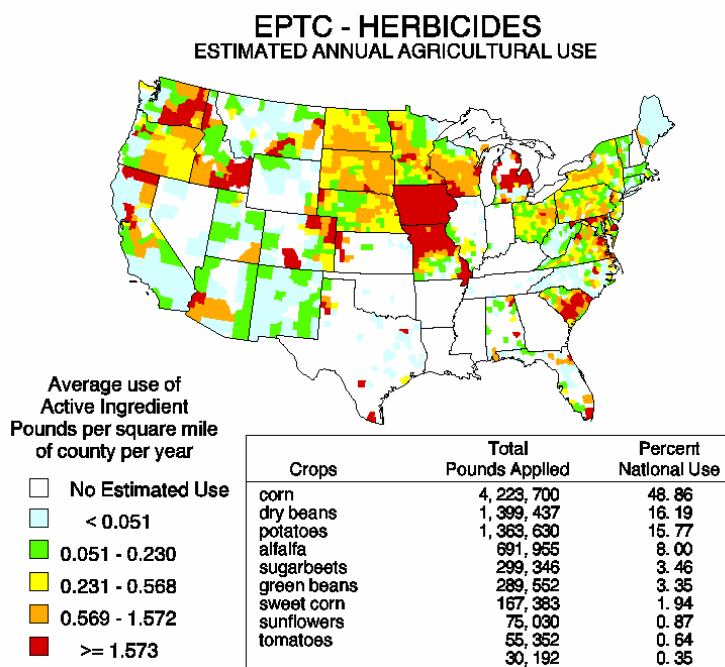 EPTC - HERBICIDES
ESTIMATED ANNUAL AGRICULTURAL USE
Average use of
Active Ingredient
Pounds per square mile
of county per year
No Estimated Use
< 0.051
0.051 - 0.230
0.231 - 0.568
0.569 - 1.572
>= 1.573
Total Percent
Crops Pounds Applied National Use
corn 4, 223, 700 48. 86
dry beans 1, 399, 437 16. 19
potatoes 1, 363, 630 15. 77
alfalfa 691, 955 8. 00
sugarbeets 299, 346 3. 46
green beans 289, 552 3. 35
sweet corn 167, 383 1. 94
sunflowers 75, 030 0. 87
tomatoes 55, 352 0. 64
30, 192 0. 35